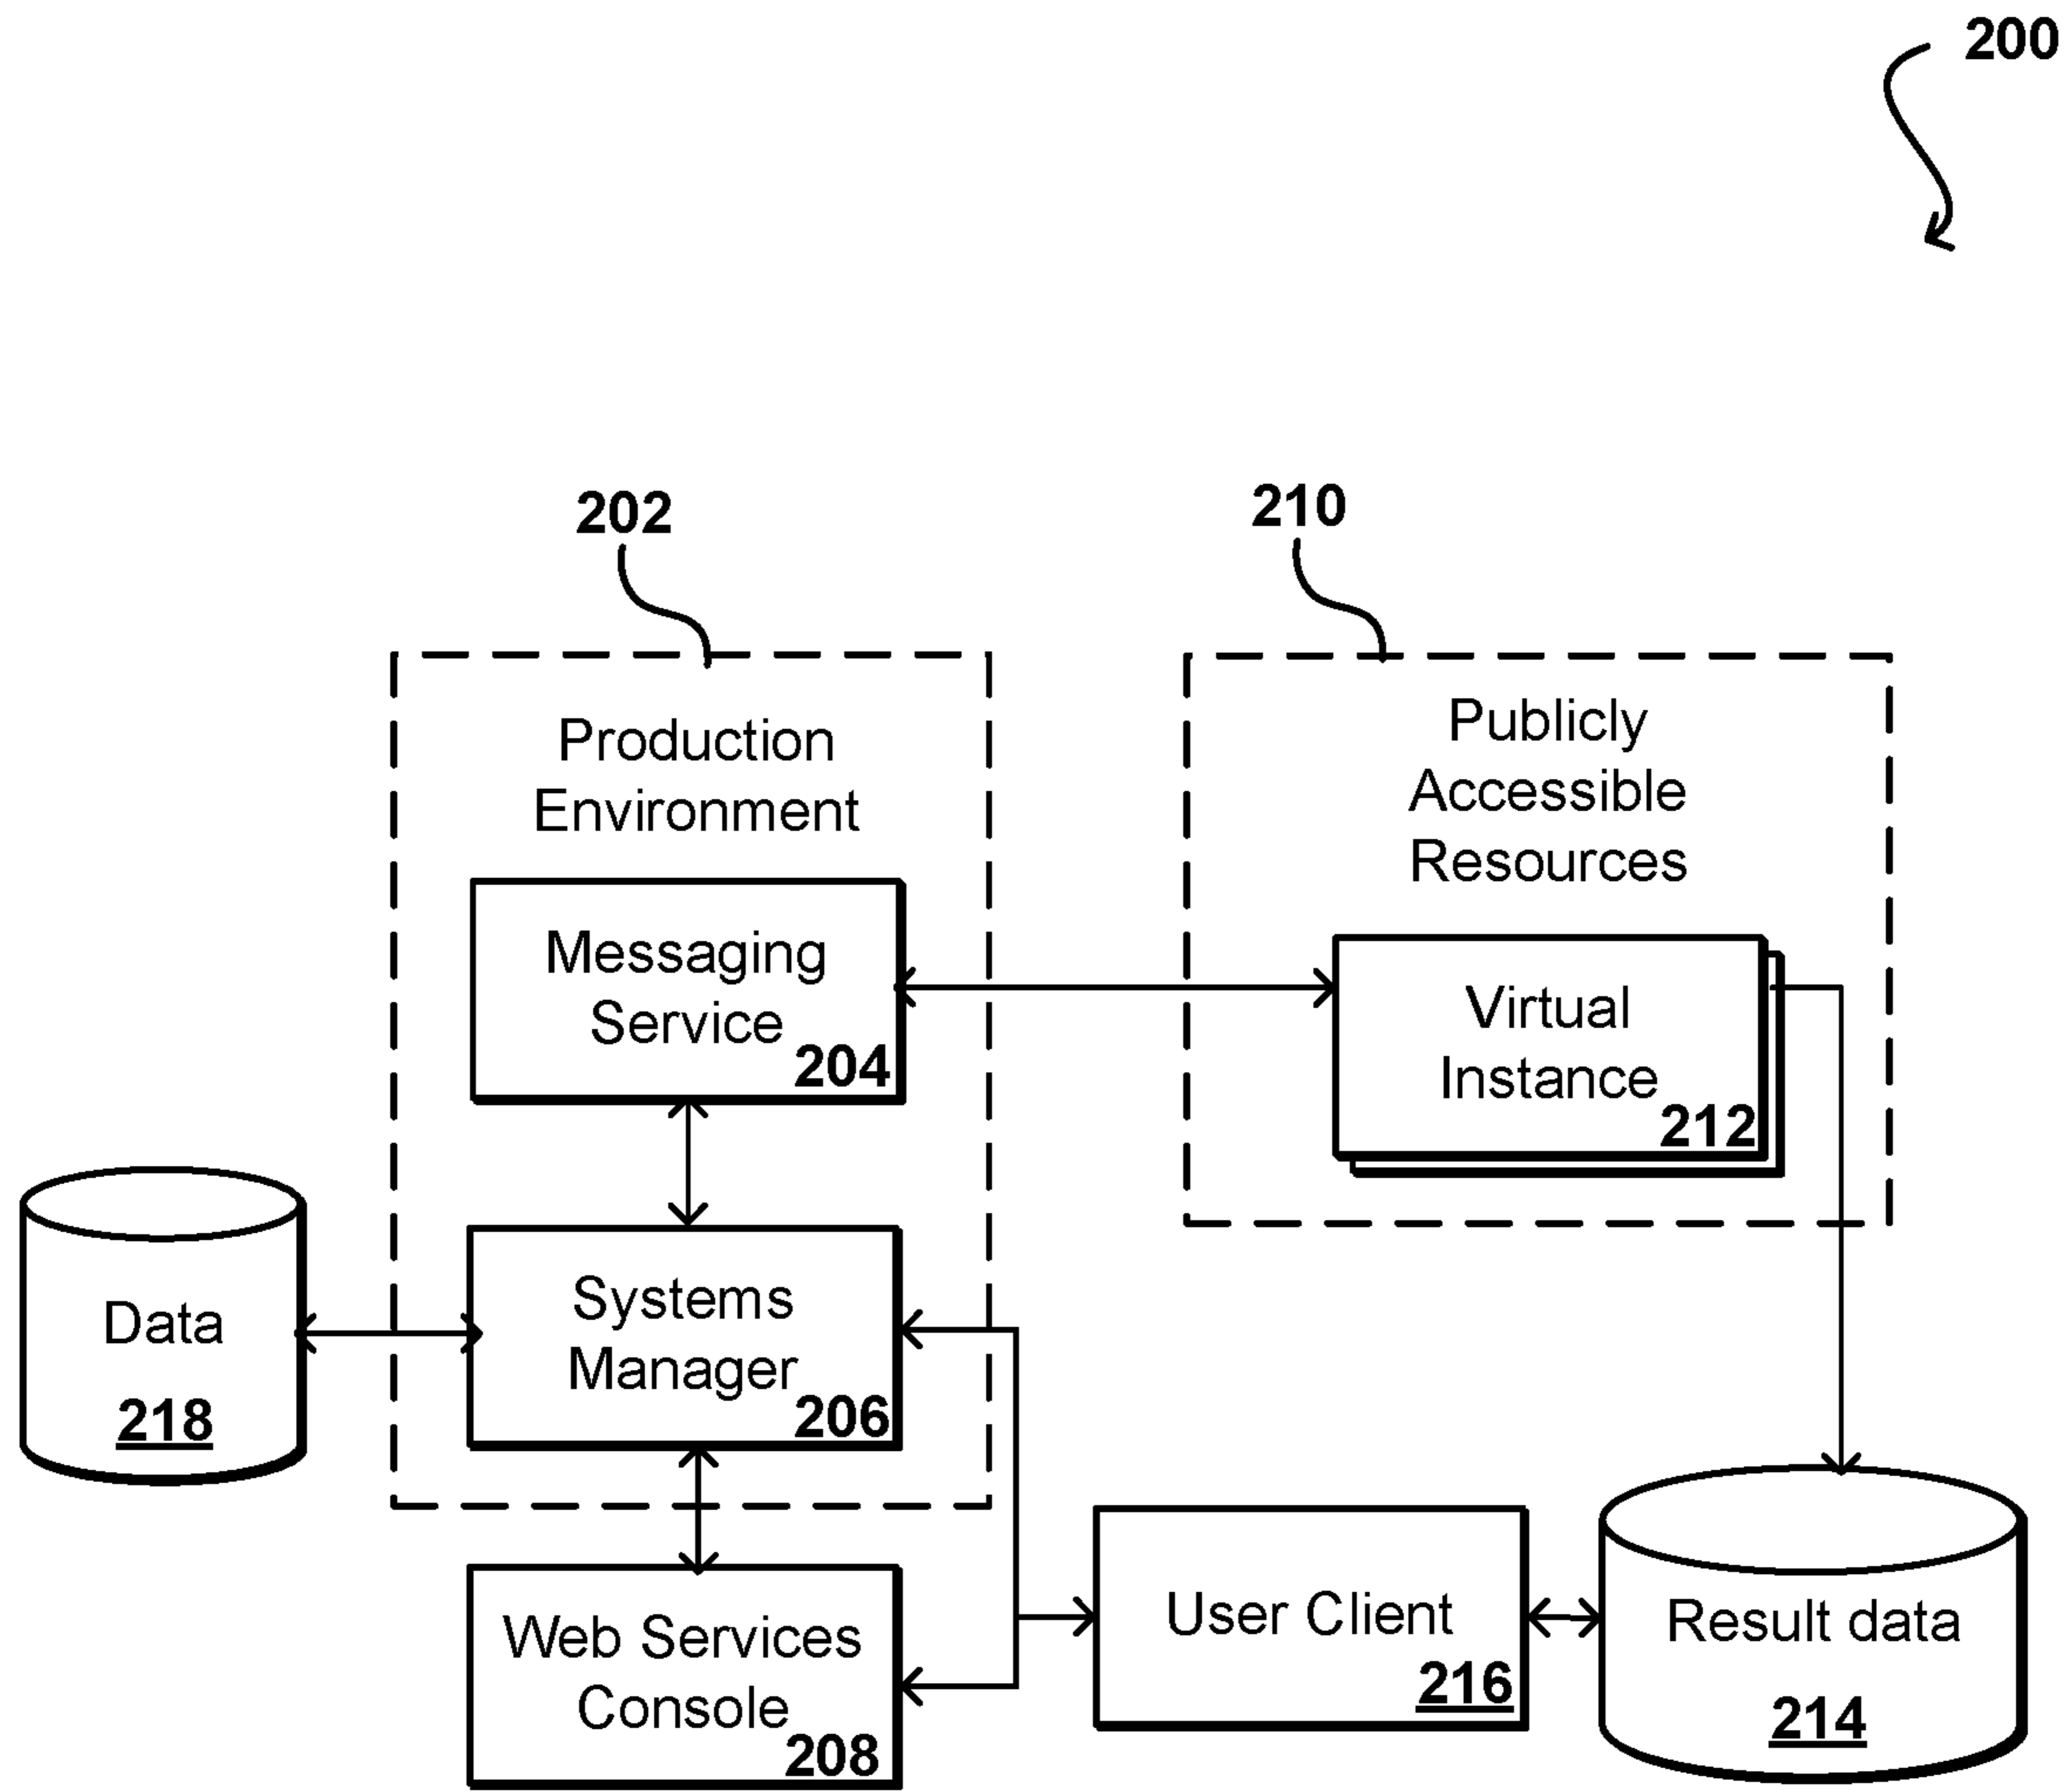 200
202
210
Production
Environment
Publicly
Accessible
Resources
Messaging
Service
204
Virtual
Instance
212
Data
218
Systems
Manager
206
Web Services
Console
208
User Client
216
Result data
214